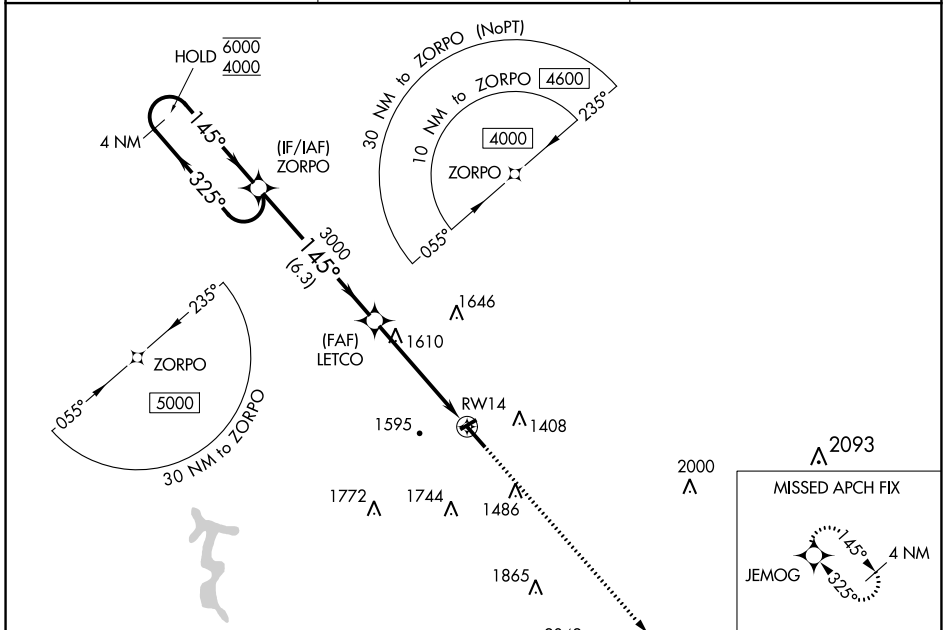 HOLD 6000
4000
4 NM
145°
325°
(IF/IAF)
ZORPO
30 NM to ZORPO (NoPT)
10 NM to ZORPO 4600
4000
ZORPO
235°
055°
3000
145°
(6.3)
1646
1610
(FAF)
LETCO
235°
ZORPO
055°
5000
30 NM to ZORPO
RW14
1595
1408
2093
2000
1772
1744
1486
1865
MISSED APCH FIX
145°
4 NM
JEMOG
325°